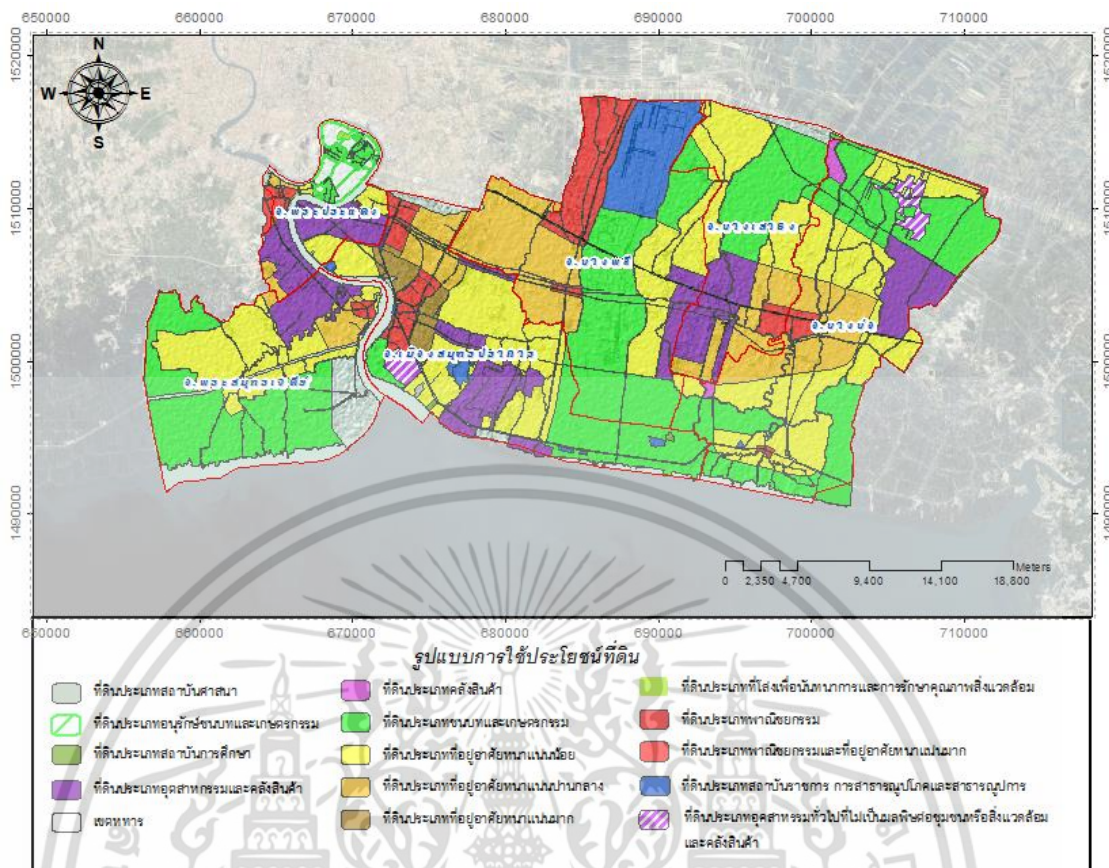 650000 660000 670000 680000 690000 700000 710000
1520000 1520000
N
W E
S
1510000 1510000
อ.พระประแดง
อ.บางเสาธง
อ.บางพลี
อ.บางบ่อ
อ.เมืองสมุทรปราการ
1500000 1500000
อ.พระสมุทรเจดีย์
1490000 1490000
Meters
0 2,350 4,700 9,400 14,100 18,800
650000 660000 670000 680000 690000 700000 710000
รูปแบบการใช้ประโยชน์ที่ดิน
ที่ดินประเภทสถาบันศาสนา
ที่ดินประเภทอนุรักษ์ชนบทและเกษตรกรรม
ที่ดินประเภทสถาบันการศึกษา
ที่ดินประเภทอุตสาหกรรมและคลังสินค้า
เขตทหาร
ที่ดินประเภทคลังสินค้า
ที่ดินประเภทชนบทและเกษตรกรรม
ที่ดินประเภทที่อยู่อาศัยหนาแน่นน้อย
ที่ดินประเภทที่อยู่อาศัยหนาแน่นปานกลาง
ที่ดินประเภทที่อยู่อาศัยหนาแน่นมาก
ที่ดินประเภทที่โล่งเพื่อนันทนาการและการรักษาคุณภาพสิ่งแวดล้อม
ที่ดินประเภทพาณิชยกรรม
ที่ดินประเภทพาณิชยกรรมและที่อยู่อาศัยหนาแน่นมาก
ที่ดินประเภทสถาบันราชการ การสาธารณูปโภคและสาธารณูปการ
ที่ดินประเภทอุตสาหรรมทั่วไปที่ไม่เป็นมลพิษต่อชุมชนหรือสิ่งแวดล้อม
และคลังสินค้า